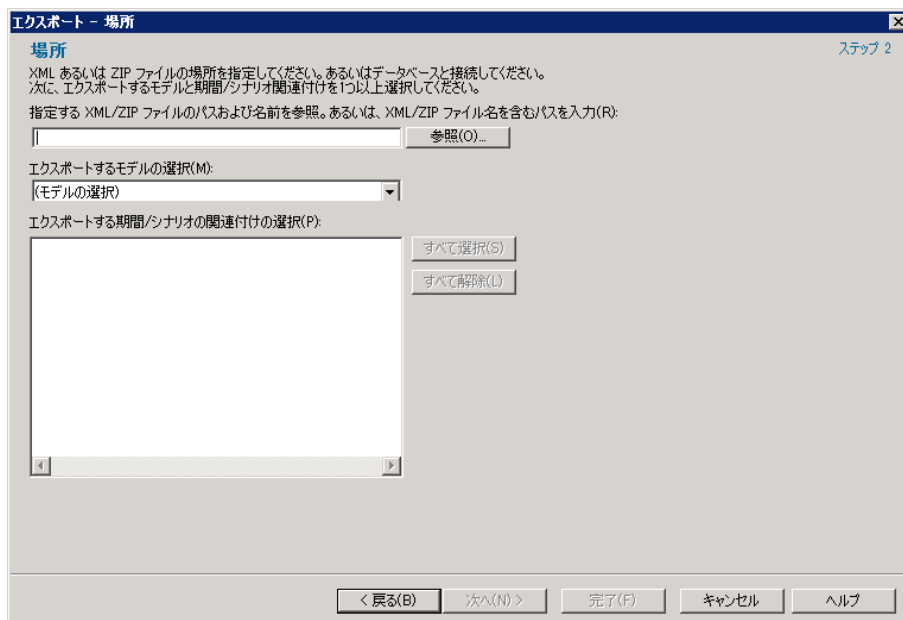 エクスポート - 場所
場所
ステップ 2
XML あるいは ZIP ファイルの場所を指定してください。あるいはデータベースと接続してください。
次に、エクスポートするモデルと期間/シナリオ関連付けを1つ以上選択してください。
指定する XML/ZIP ファイルのパスおよび名前を参照。あるいは、XML/ZIP ファイル名を含むパスを入力(R):
参照(O)...
エクスポートするモデルの選択(M):
(モデルの選択)
エクスポートする期間/シナリオの関連付けの選択(P):
すべて選択(S)
すべて解除(L)
< 戻る(B)
次へ(N) >
完了(F)
キャンセル
ヘルプ